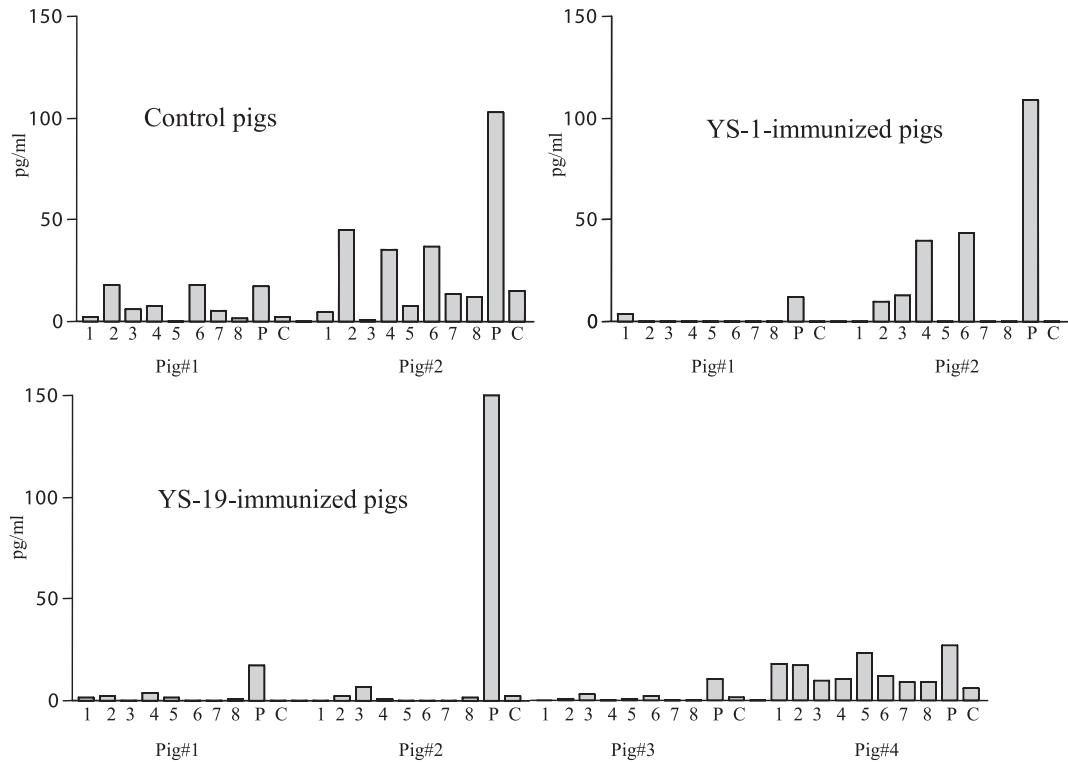 150
100
50
0
pg/ml
Control pigs
1 2 3 4 5 6 7 8 P C 1 2 3 4 5 6 7 8 P C
Pig#1 Pig#2
150
100
50
0
pg/ml
YS-1-immunized pigs
1 2 3 4 5 6 7 8 P C 1 2 3 4 5 6 7 8 P C
Pig#1 Pig#2
150
100
50
0
pg/ml
YS-19-immunized pigs
1 2 3 4 5 6 7 8 P C 1 2 3 4 5 6 7 8 P C 1 2 3 4 5 6 7 8 P C 1 2 3 4 5 6 7 8 P C
Pig#1 Pig#2 Pig#3 Pig#4